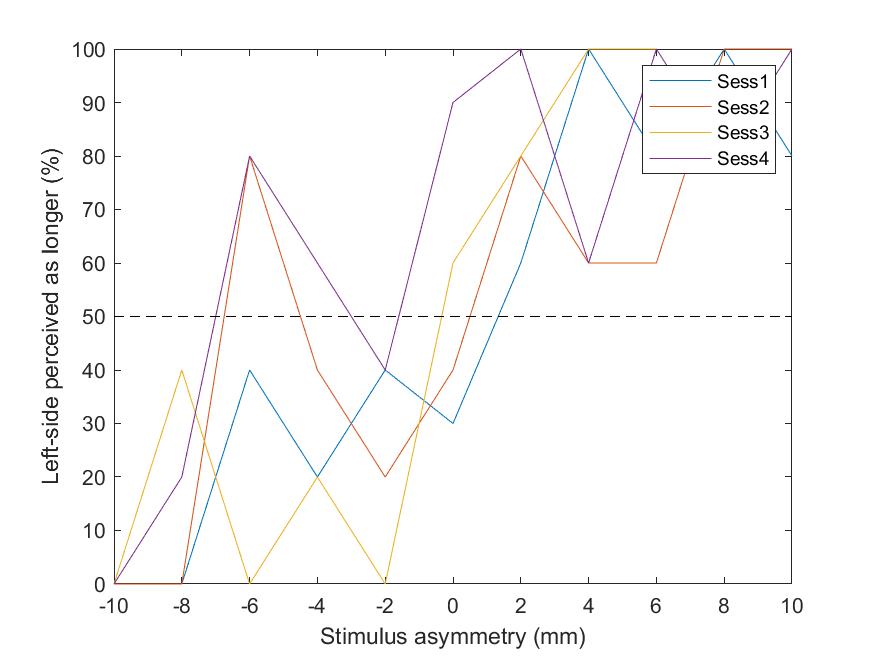 100
90
80
70
60
50
40
30
20
10
0
-10 -8 -6 -4 -2 0 2 4 6 8 10
Left-side perceived as longer (%)
Stimulus asymmetry (mm)
Sess1
Sess2
Sess3
Sess4